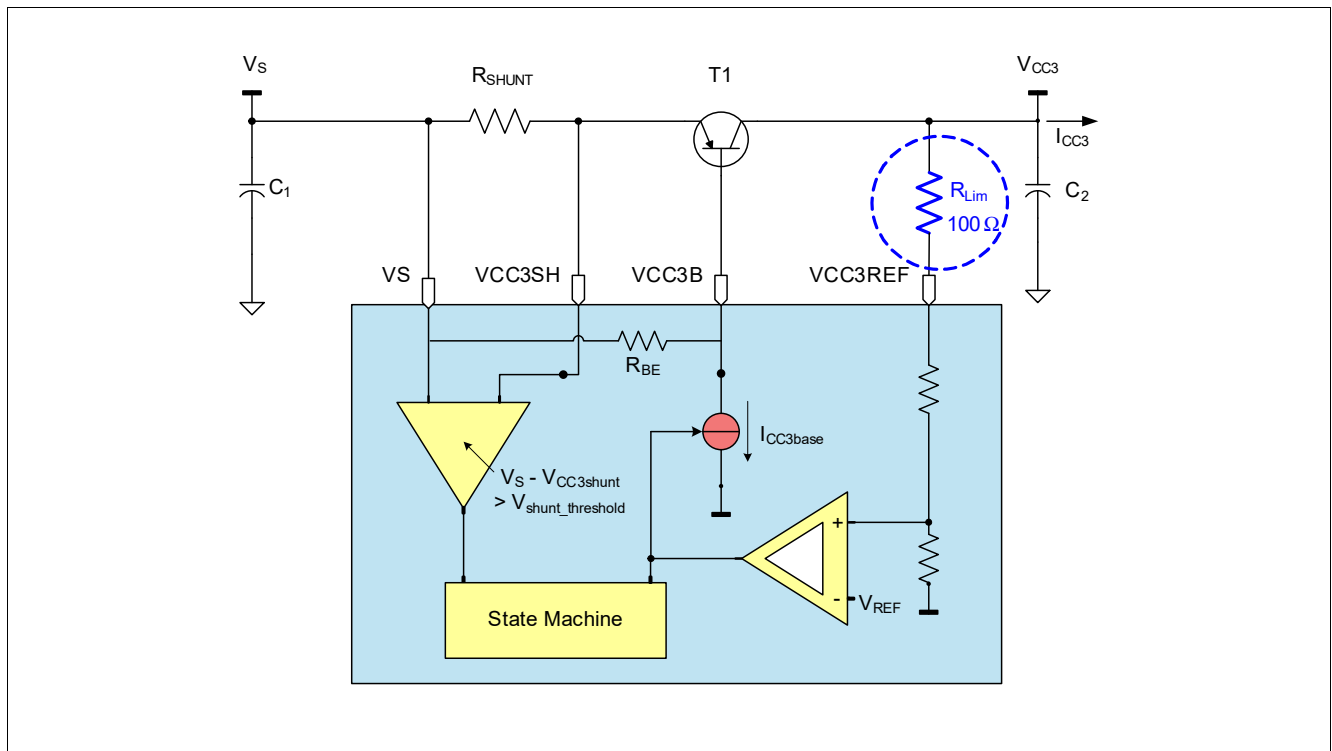 VS
RSHUNT
T1
VCC3
ICC3
C1
RLim
100 Ω
C2
VS
VCC3SH
VCC3B
VCC3REF
RBE
ICC3base
VS - VCC3shunt
> Vshunt_threshold
+
-
VREF
State Machine